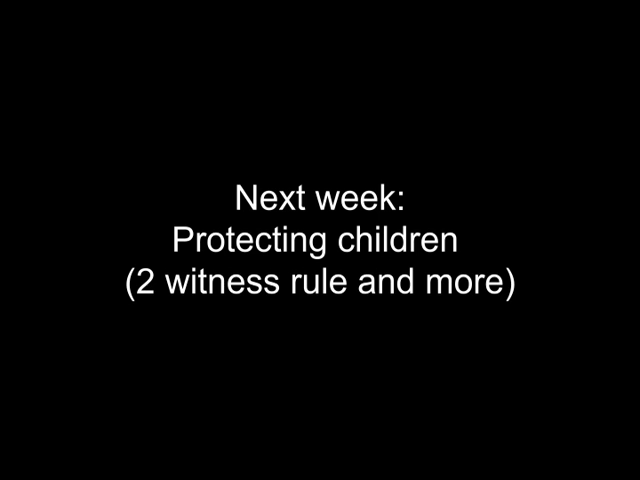 Next week:
Protecting children
(2 witness rule and more)